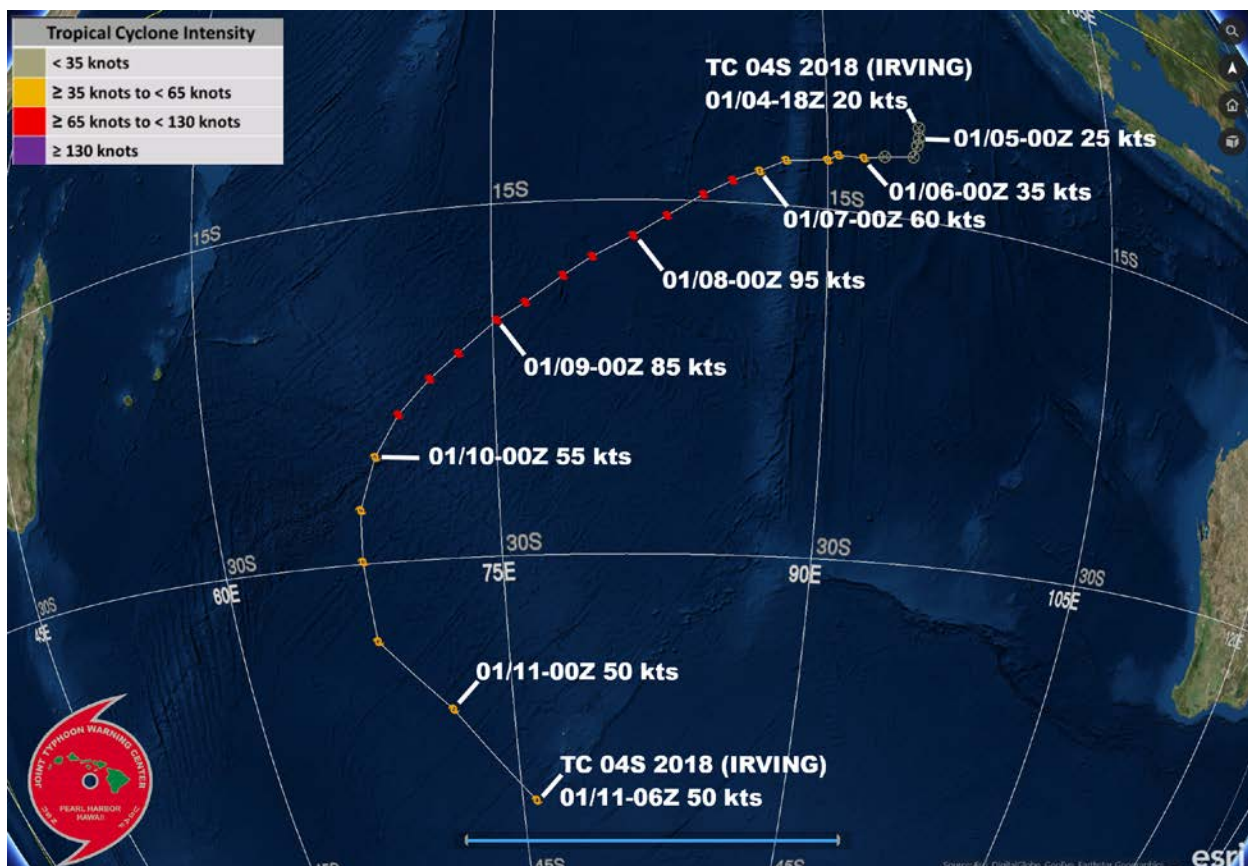 Tropical Cyclone Intensity
< 35 knots
≥ 35 knots to < 65 knots
≥ 65 knots to < 130 knots
≥ 130 knots
105E
TC 04S 2018 (IRVING)
01/04-18Z 20 kts
01/05-00Z 25 kts
01/06-00Z 35 kts
01/07-00Z 60 kts
15S
15S
15S
15S
01/08-00Z 95 kts
01/09-00Z 85 kts
01/10-00Z 55 kts
30S
30S
30S
30S
30S
45E
60E
75E
90E
105E
120E
01/11-00Z 50 kts
TC 04S 2018 (IRVING)
01/11-06Z 50 kts
JOINT TYPHOON WARNING CENTER
PEARL HARBOR
HAWAII
45S
45S
esri